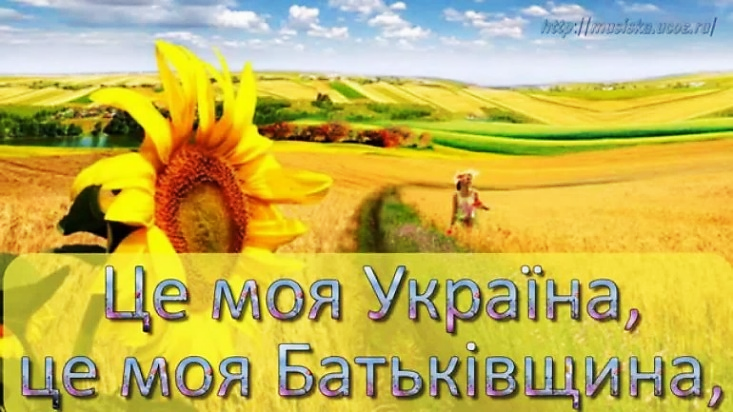 http://musiska.ucoz.ru/
Це моя Україна,
це моя Батьківщина,